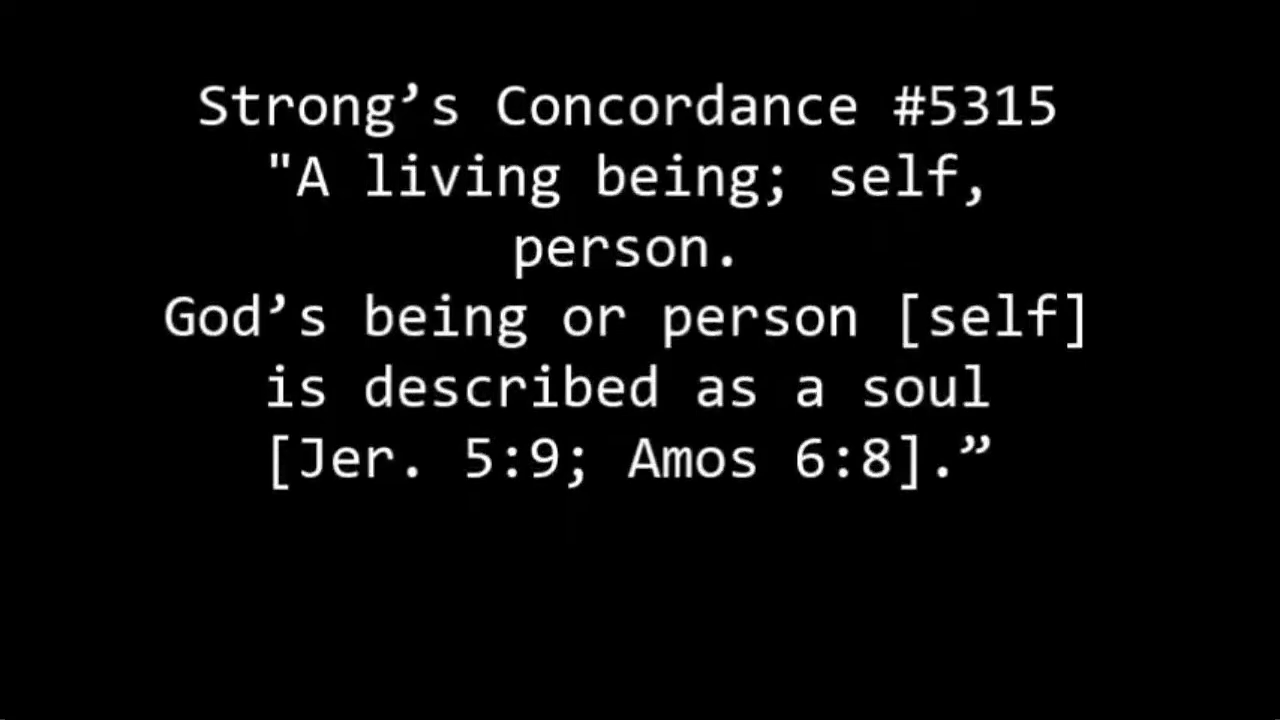 Strong’s Concordance #5315
"A living being; self,
person.
God’s being or person [self]
is described as a soul
[Jer. 5:9; Amos 6:8].”